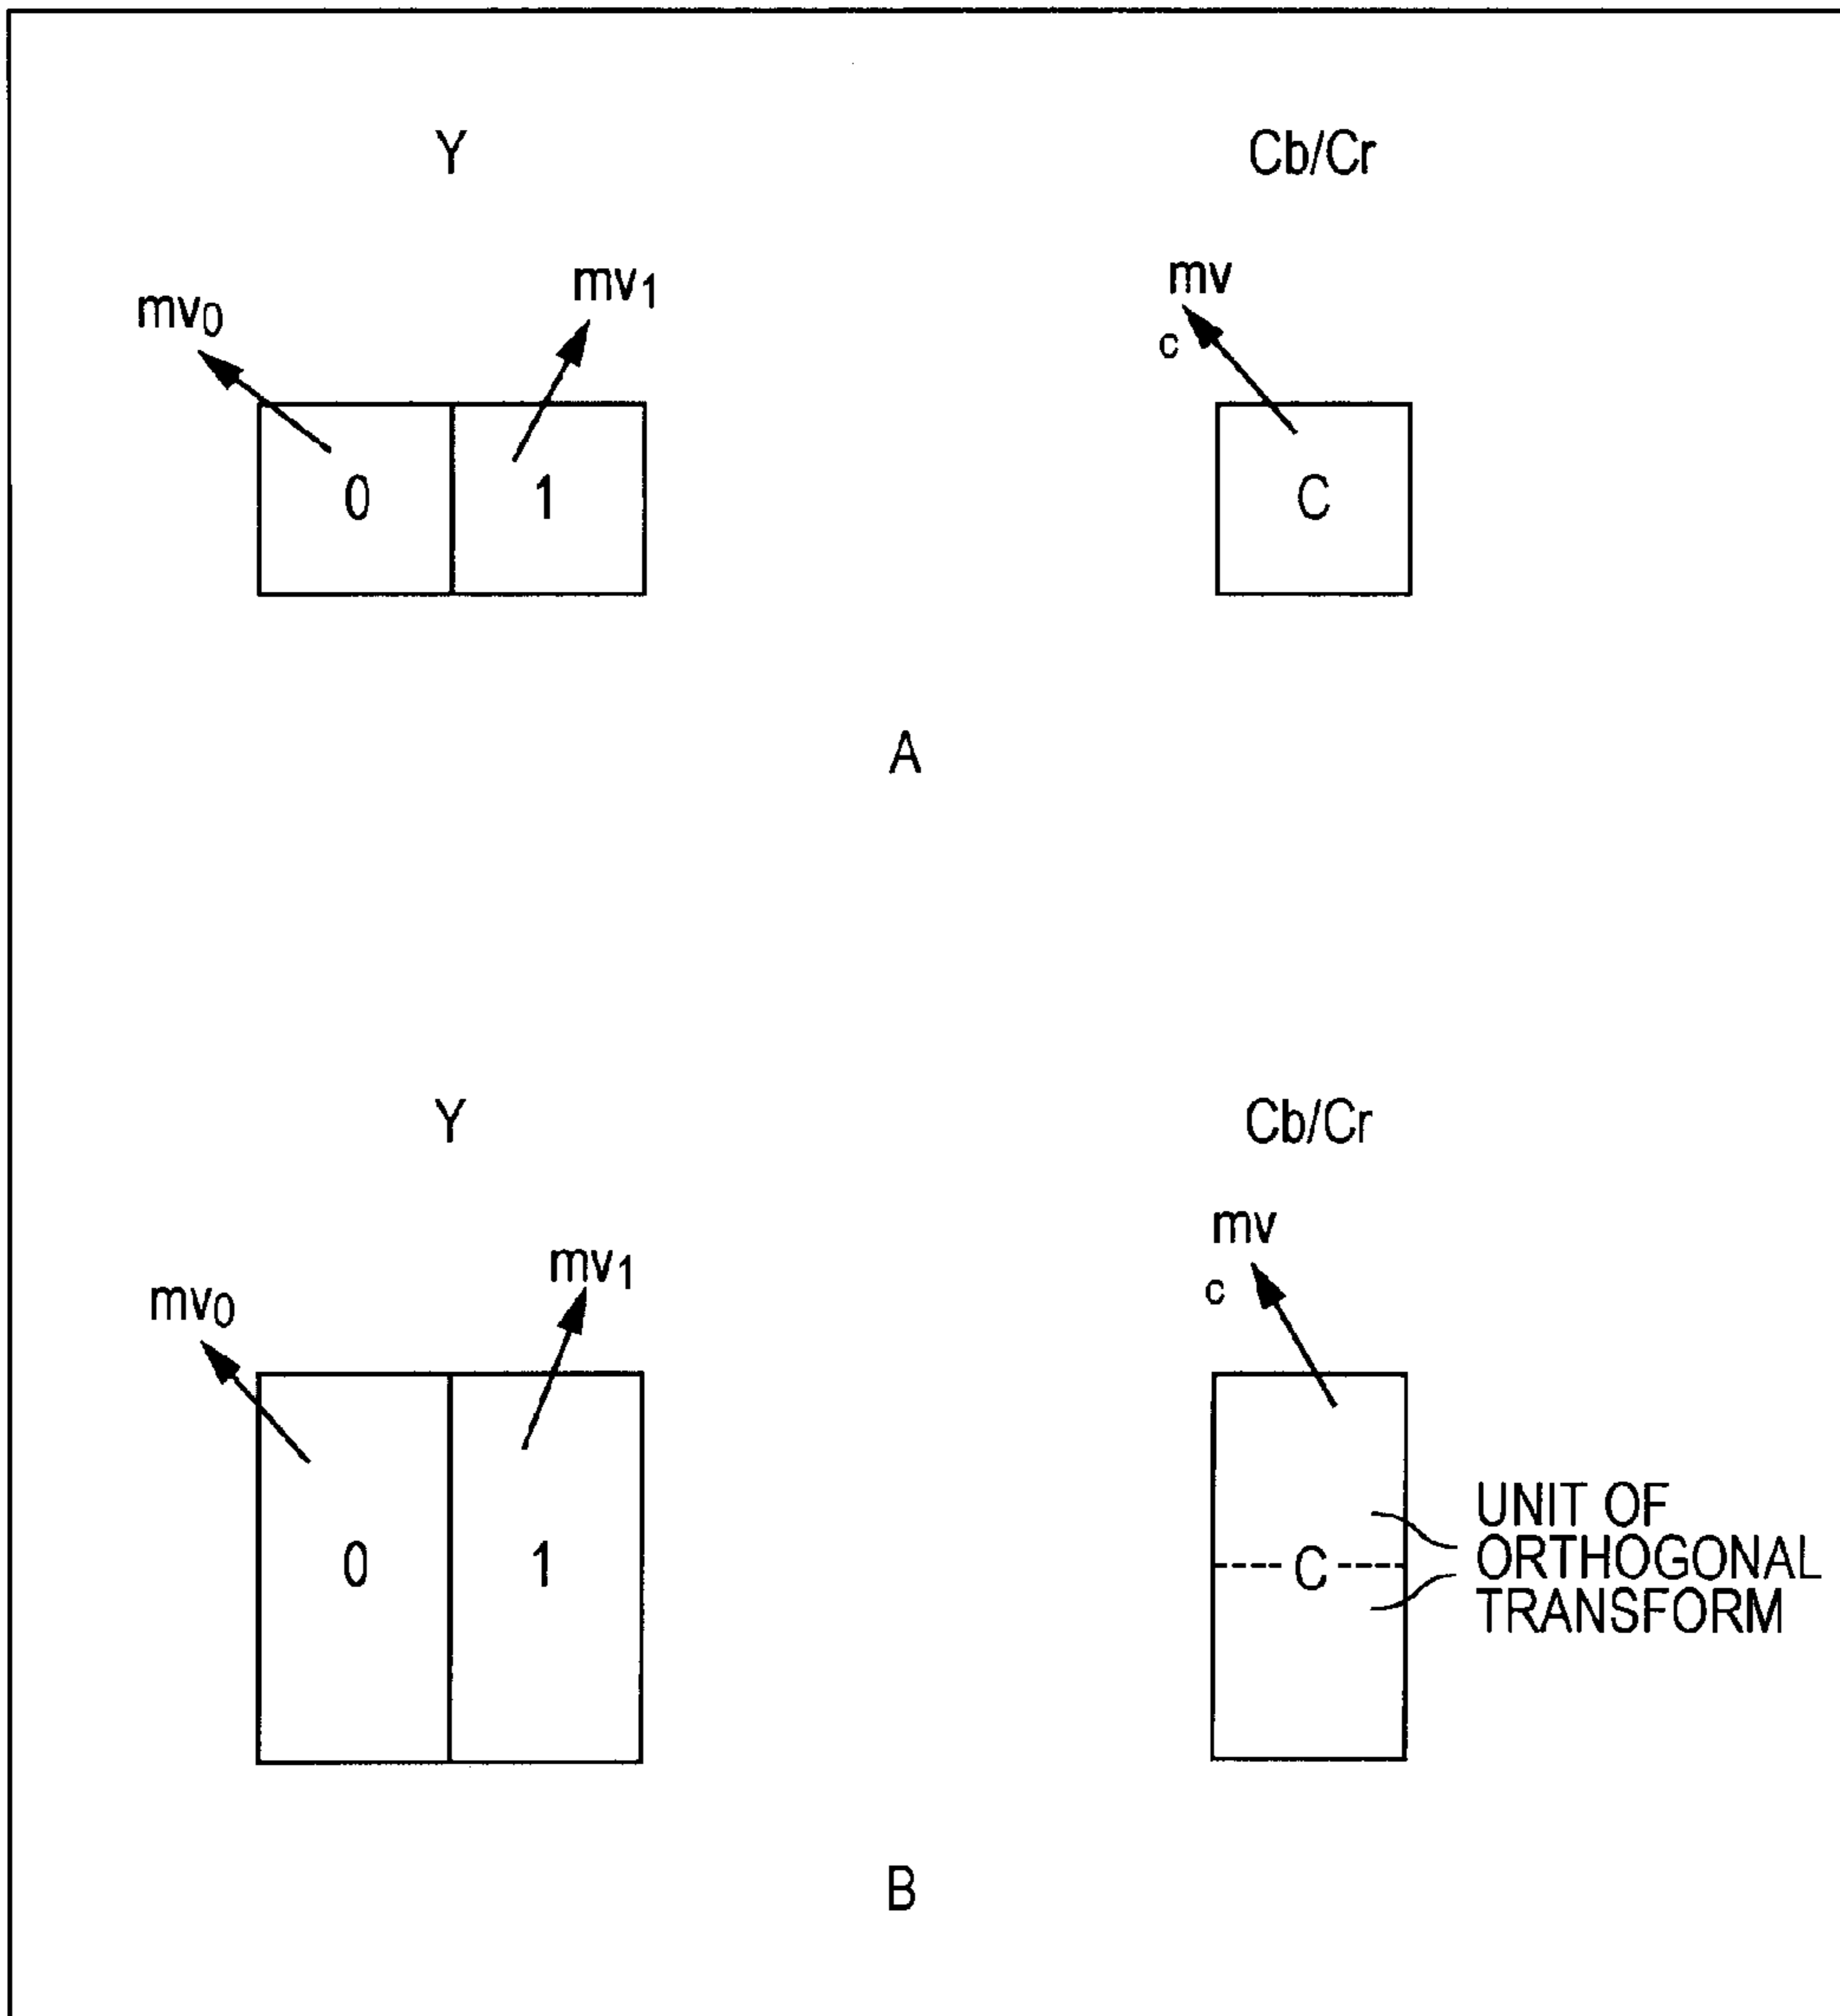 Y
Cb/Cr
mv0
mv1
mv
c
0
1
C
A
Y
Cb/Cr
mv0
mv1
mv
c
0
1
C
UNIT OF
ORTHOGONAL
TRANSFORM
B